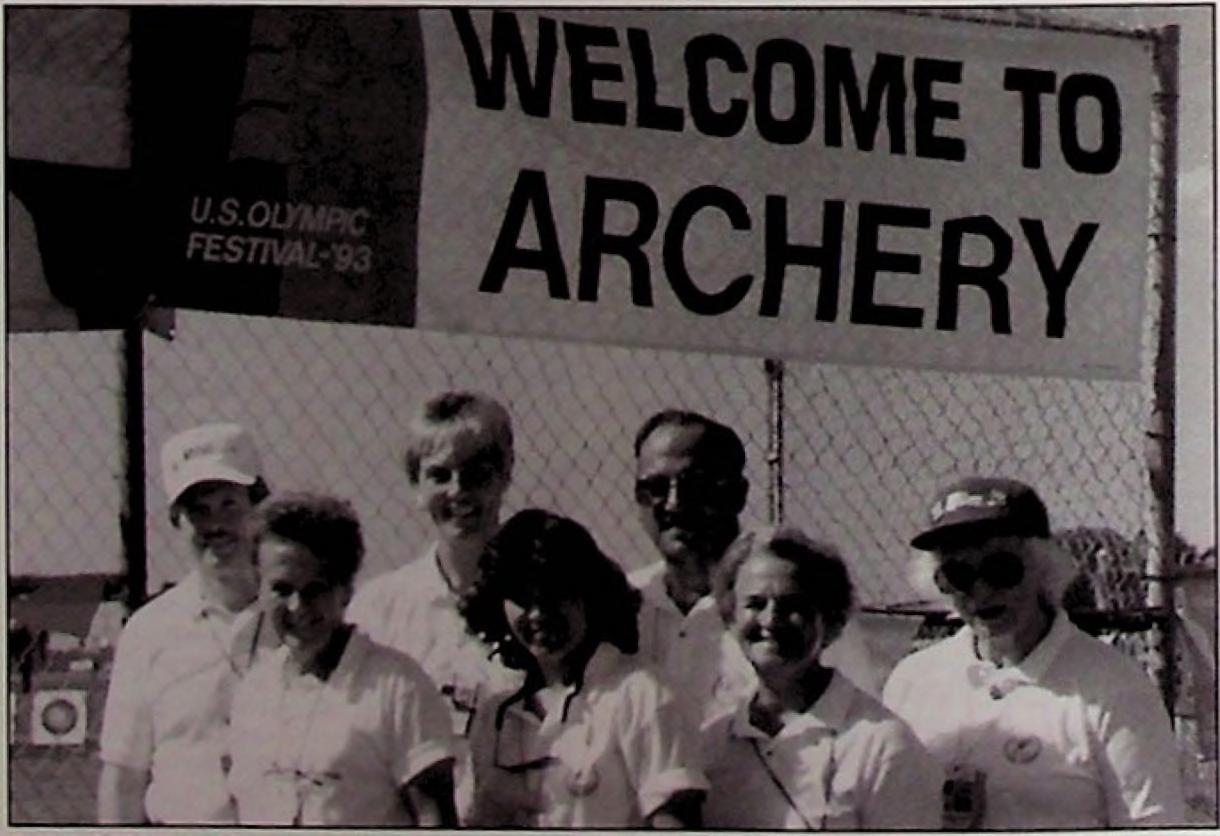 WELCOME TO
ARCHERY
U.S.OLYMPIC
FESTIVAL-'93